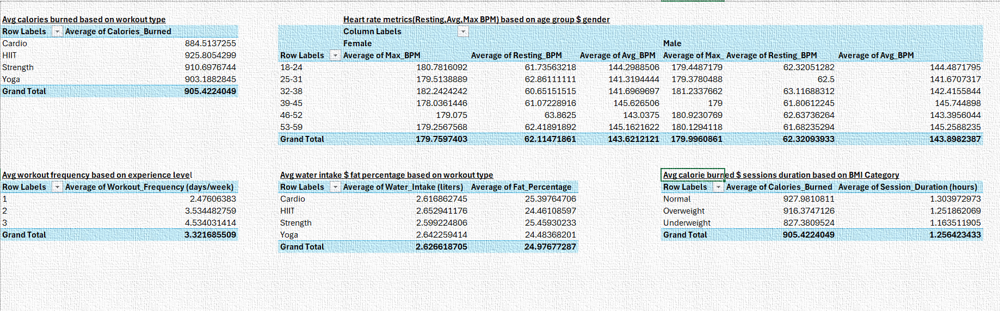 Avg calories burned based on workout type
Row Labels Average of Calories_Burned
Cardio 884.5137255
HIIT 925.8054299
Strength 910.6976744
Yoga 903.1882845
Grand Total 905.4224049
Heart rate metrics(Resting,Avg,Max BPM) based on age group $ gender
Column Labels
Female Male
Row Labels Average of Max_BPM Average of Resting_BPM Average of Avg_BPM Average of Max_ Average of Resting_BPM Average of Avg_BPM
18-24 180.7816092 61.73563218 144.2988506 179.4487179 62.32051282 144.4871795
25-31 179.5138889 62.86111111 141.3194444 179.3780488 62.5 141.6707317
32-38 182.2424242 60.65151515 141.6969697 181.2337662 63.11688312 142.4155844
39-45 178.0361446 61.07228916 145.626506 179 61.80612245 145.744898
46-52 179.075 63.8625 143.0375 180.9230769 62.63736264 143.3956044
53-59 179.2567568 62.41891892 145.1621622 180.1294118 61.68235294 145.2588235
Grand Total 179.7597403 62.11471861 143.6212121 179.9960861 62.32093933 143.8982387
Avg workout frequency based on experience level
Row Labels Average of Workout_Frequency (days/week)
1 2.47606383
2 3.534482759
3 4.534031414
Grand Total 3.321685509
Avg water intake $ fat percentage based on workout type
Row Labels Average of Water_Intake (liters) Average of Fat_Percentage
Cardio 2.616862745 25.39764706
HIIT 2.652941176 24.46108597
Strength 2.599224806 25.45930233
Yoga 2.642259414 24.48368201
Grand Total 2.626618705 24.97677287
Avg calorie burned $ sessions duration based on BMI Category
Row Labels Average of Calories_Burned Average of Session_Duration (hours)
Normal 927.9810811 1.303972973
Overweight 916.3747126 1.251862069
Underweight 827.3809524 1.163511905
Grand Total 905.4224049 1.256423433